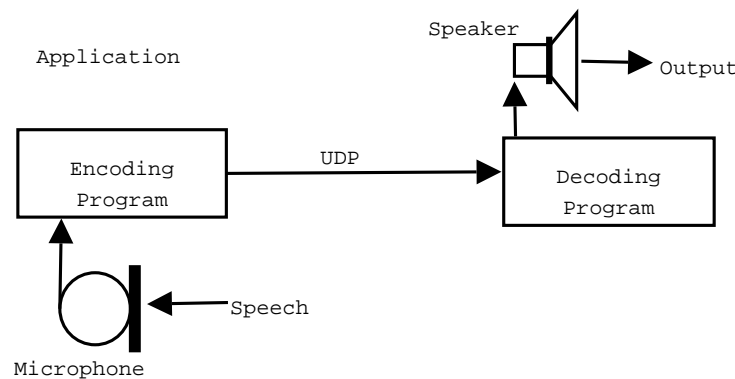 Speaker
Application
Output
Encoding
Program
UDP
Decoding
Program
Speech
Microphone